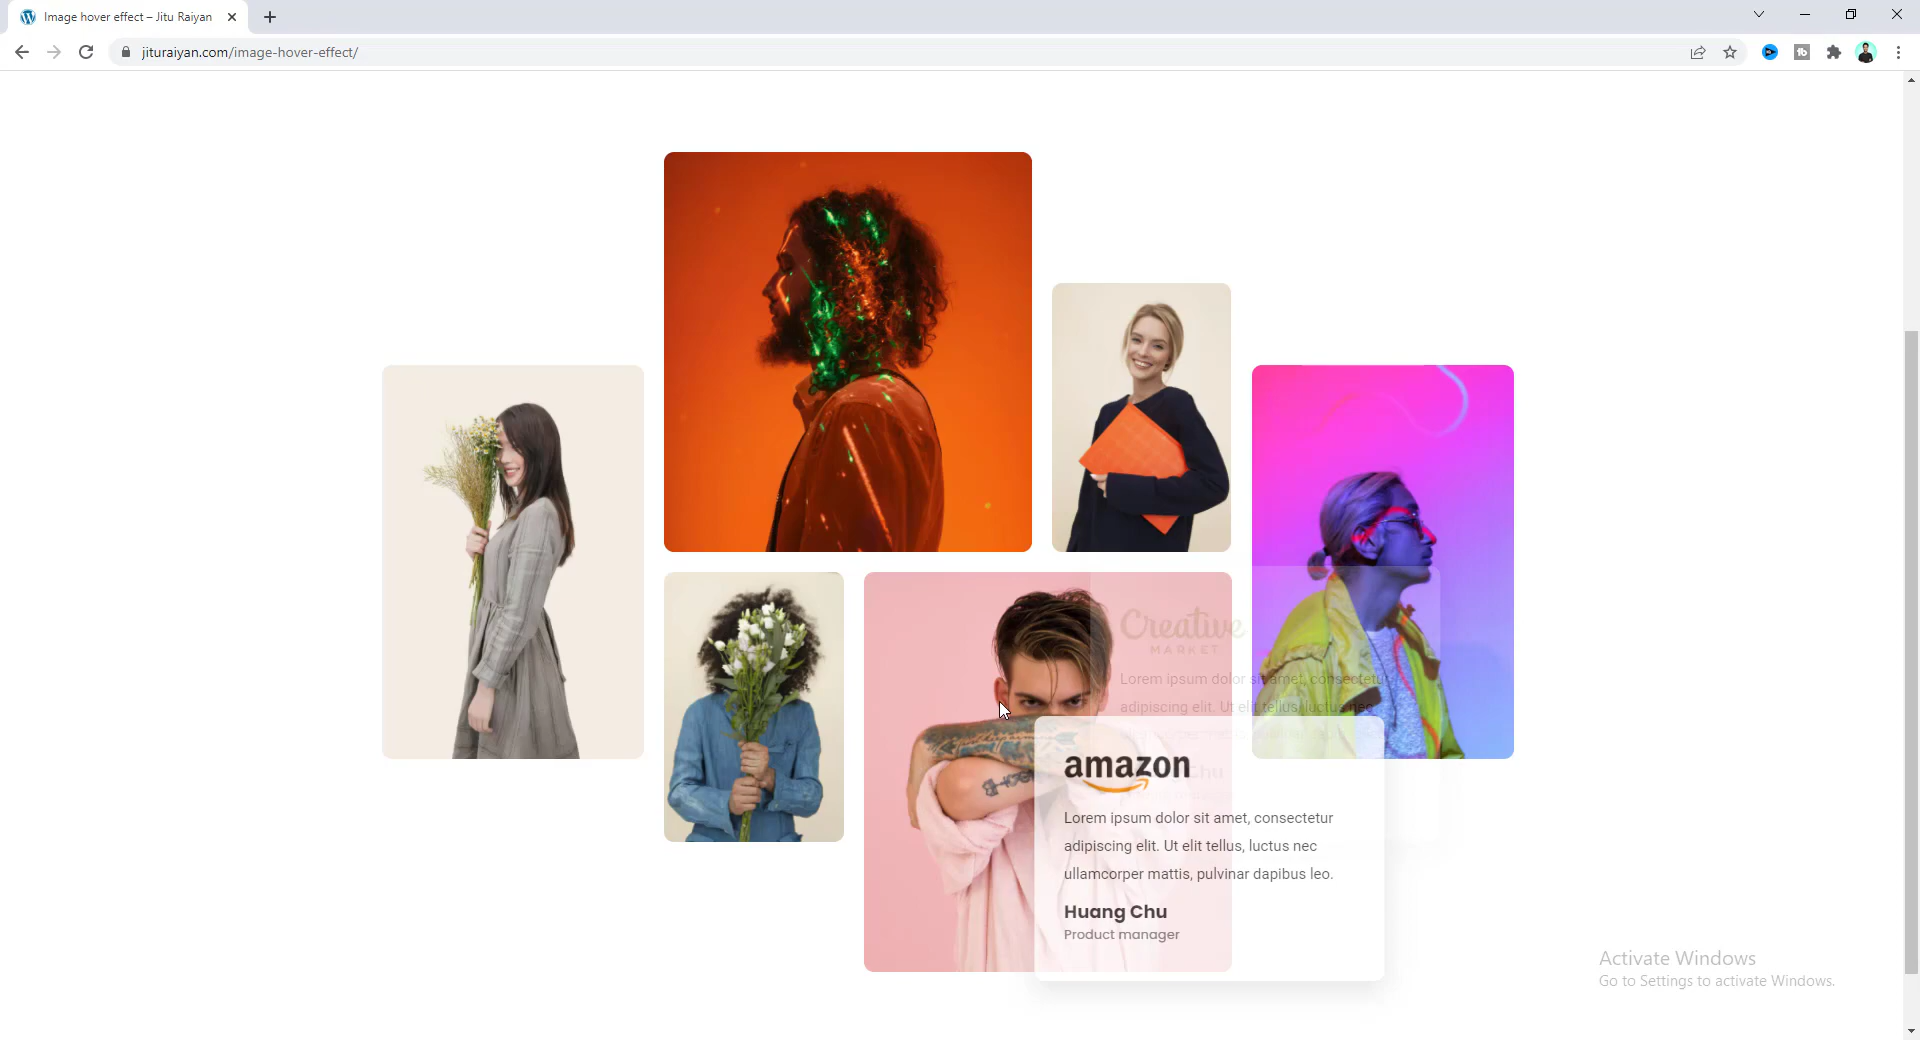 Image hover effect – Jitu Raiyan
jituraiyan.com/image-hover-effect/
Creative
MARKET
Lorem ipsum dolor sit amet, consectetur
adipiscing elit. Ut elit tellus, luctus nec
Chu
amazon
Lorem ipsum dolor sit amet, consectetur
adipiscing elit. Ut elit tellus, luctus nec
ullamcorper mattis, pulvinar dapibus leo.
Huang Chu
Product manager
Activate Windows
Go to Settings to activate Windows.